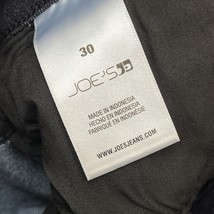 30
JOE'S
MADE IN INDONESIA
HECHO EN INDONESIA
FABRIQUÉ EN INDONÉSIE
WWW.JOESJEANS.COM